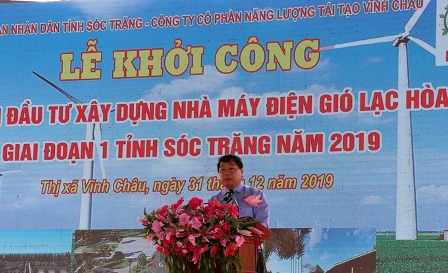 AN NHÂN DÂN TỈNH SÓC TRĂNG - CÔNG TY CỔ PHẦN NĂNG LƯỢNG TÁI TẠO VĨNH CHÂU
LỄ KHỞI CÔNG
ĐẦU TƯ XÂY DỰNG NHÀ MÁY ĐIỆN GIÓ LẠC HÒA
GIAI ĐOẠN 1 TỈNH SÓC TRĂNG NĂM 2019
Thị xã Vĩnh Châu, ngày 31 12 năm 2019